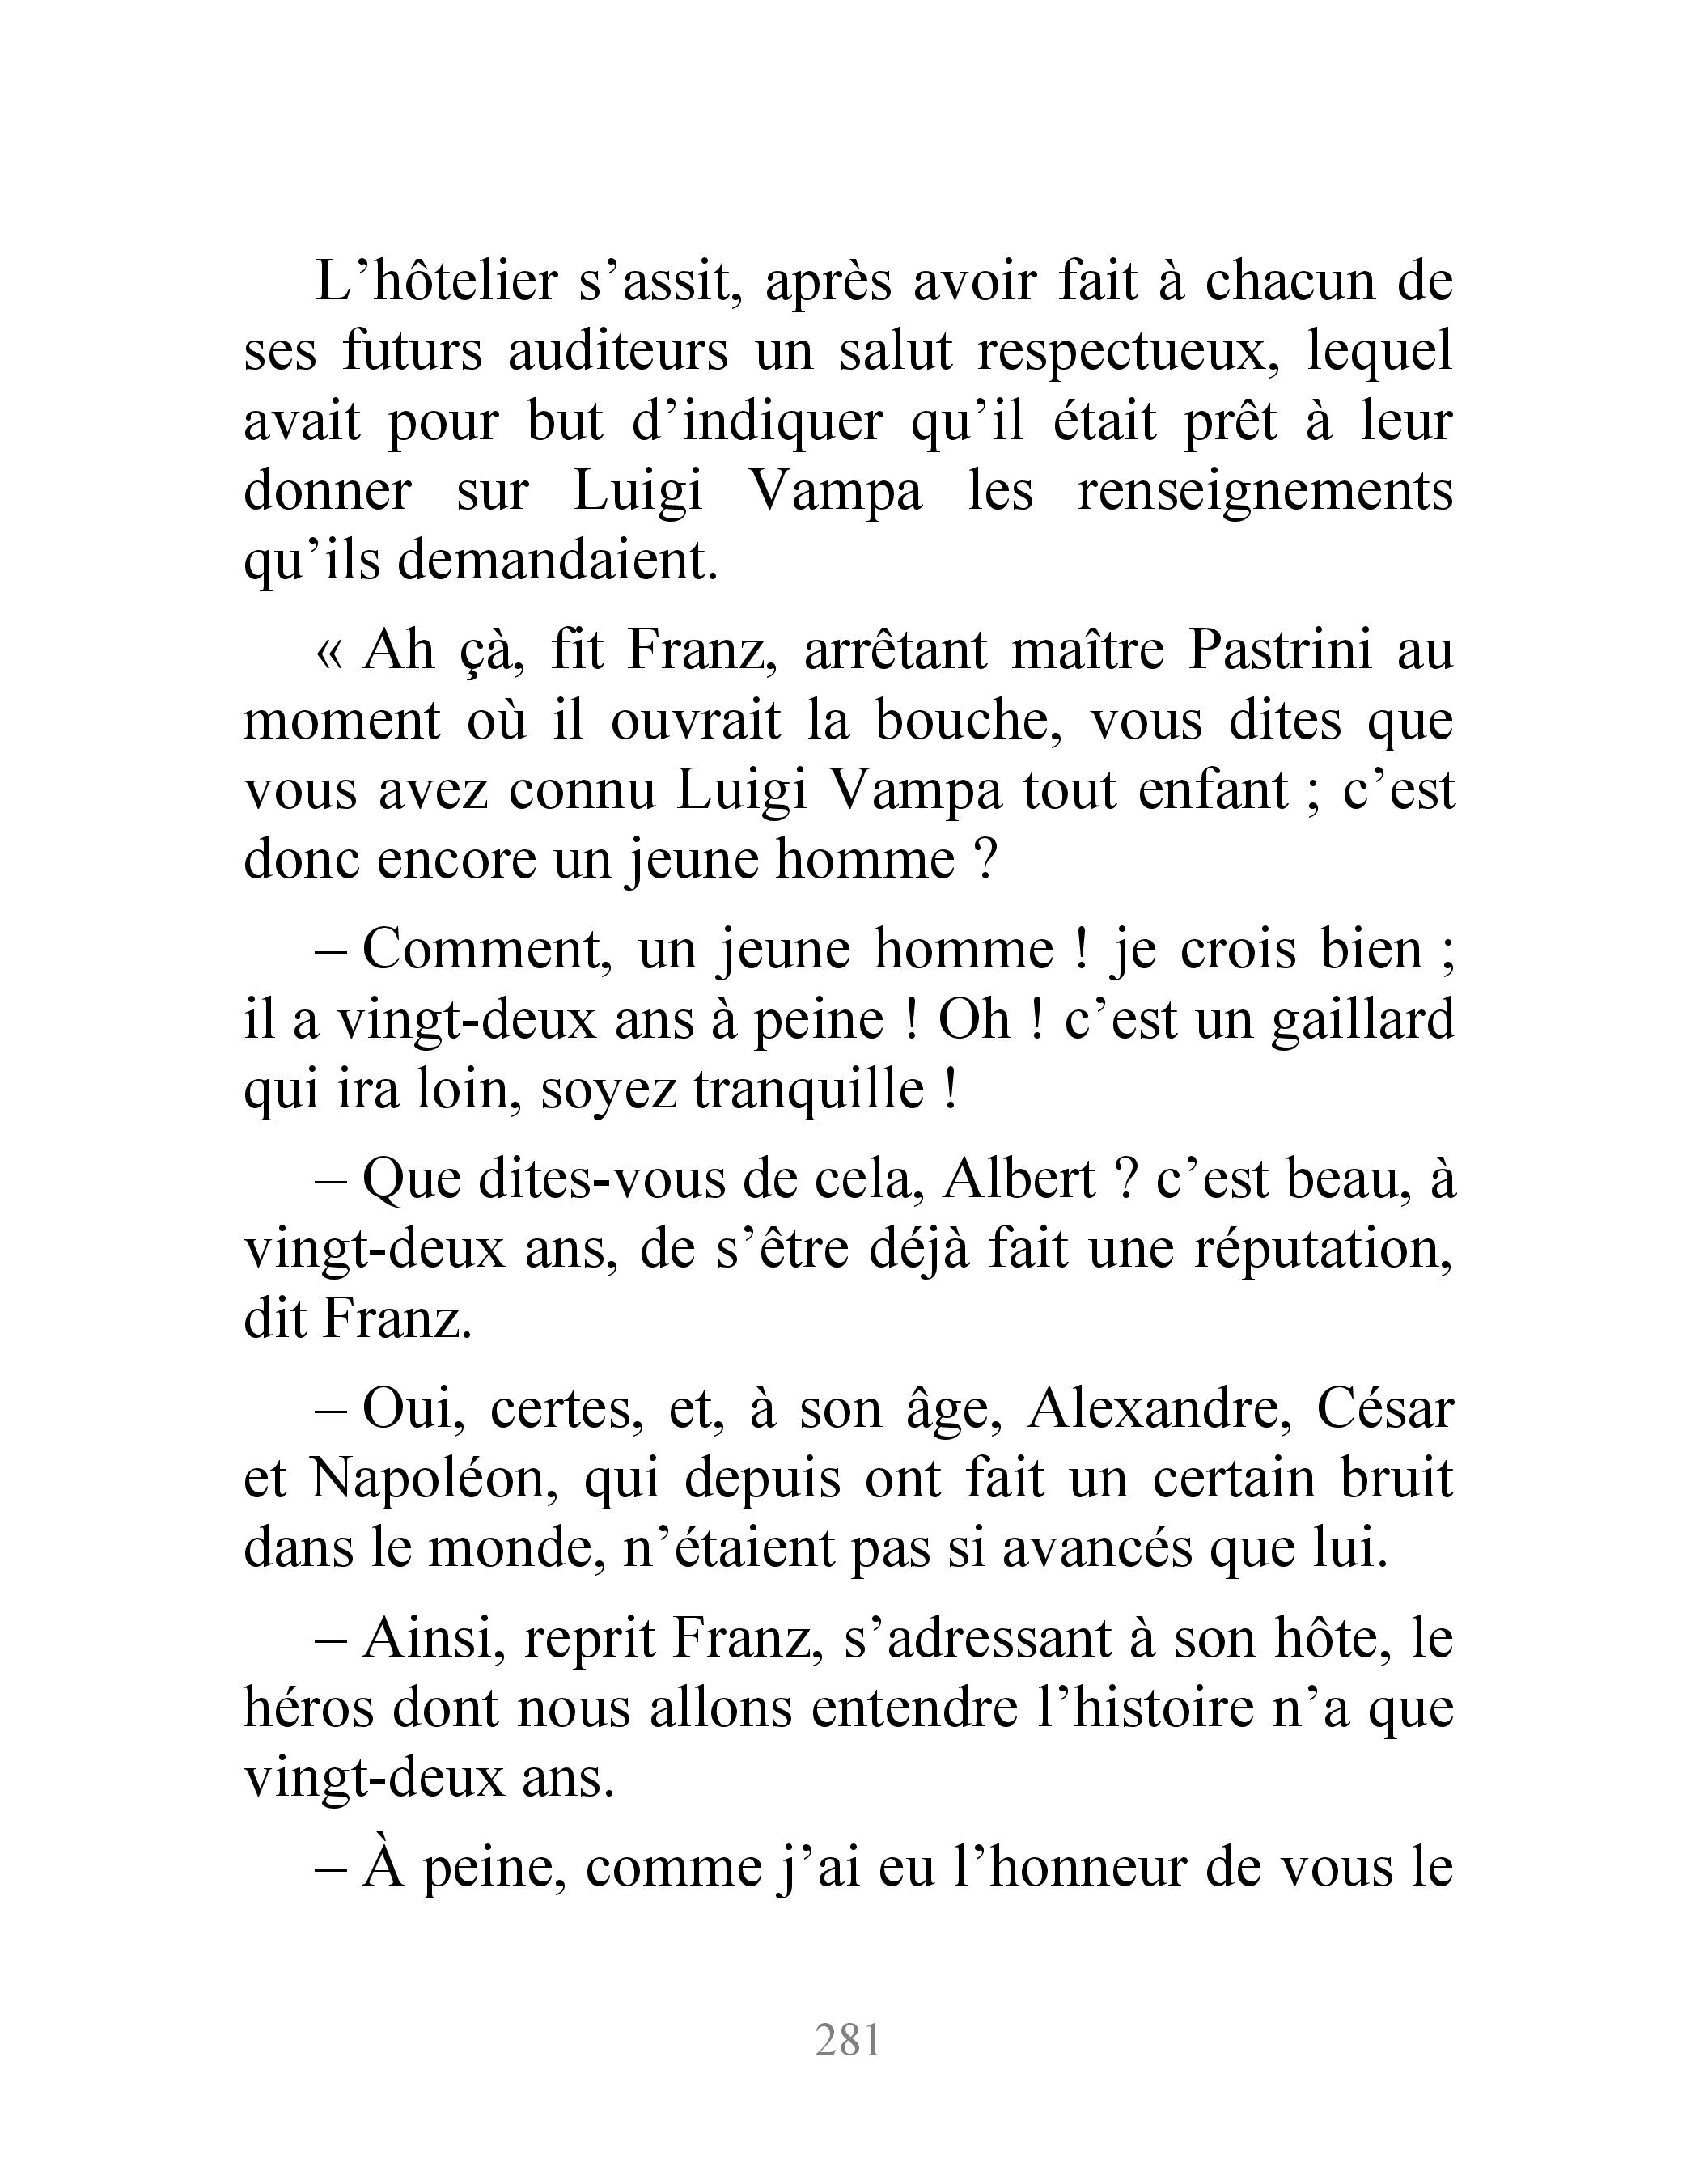 L’hôtelier s’assit, après avoir fait à chacun de
ses futurs auditeurs un salut respectueux, lequel
avait pour but d’indiquer qu’il était prêt à leur
donner sur Luigi Vampa les renseignements
qu’ils demandaient.
« Ah çà, fit Franz, arrêtant maître Pastrini au
moment où il ouvrait la bouche, vous dites que
vous avez connu Luigi Vampa tout enfant ; c’est
donc encore un jeune homme ?
– Comment, un jeune homme ! je crois bien ;
il a vingt-deux ans à peine ! Oh ! c’est un gaillard
qui ira loin, soyez tranquille !
– Que dites-vous de cela, Albert ? c’est beau, à
vingt-deux ans, de s’être déjà fait une réputation,
dit Franz.
– Oui, certes, et, à son âge, Alexandre, César
et Napoléon, qui depuis ont fait un certain bruit
dans le monde, n’étaient pas si avancés que lui.
– Ainsi, reprit Franz, s’adressant à son hôte, le
héros dont nous allons entendre l’histoire n’a que
vingt-deux ans.
– À peine, comme j’ai eu l’honneur de vous le
281